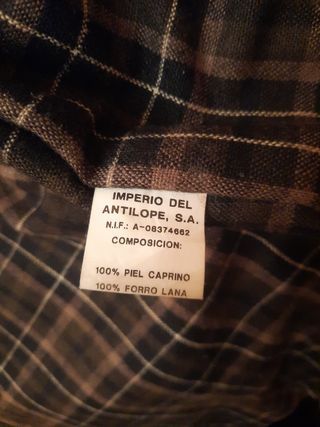 IMPERIO DEL
ANTILOPE, S.A.
N.I.F.: A-08374662
COMPOSICION:
100% PIEL CAPRINO
100% FORRO LANA